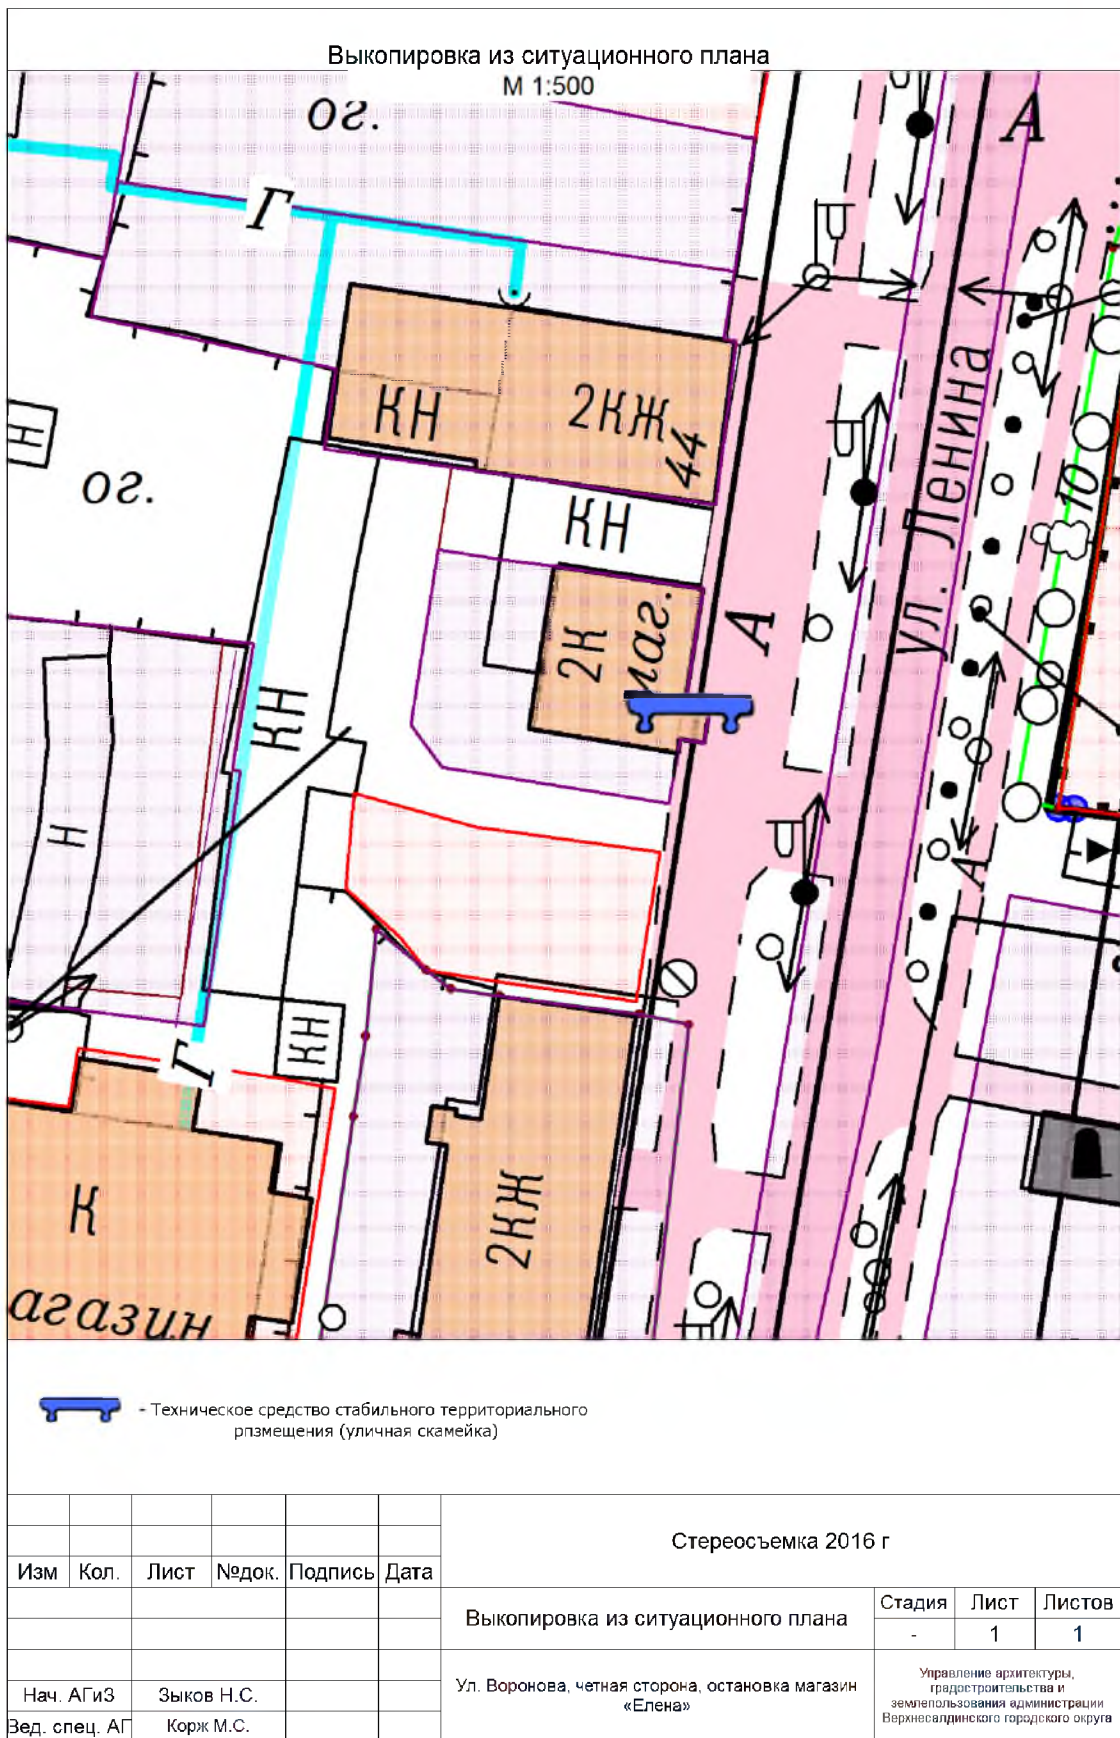 Выкопировка из ситуационного плана
М 1:500
ог.
А
Г
КН
2КЖ
44
ул. Ленина
Н
ог.
10
КН
А
2К
маг.
КН
Н
А
КН
Г
К
2КЖ
агазин
- Техническое средство стабильного территориального
рпзмещения (уличная скамейка)
Стереосъемка 2016 г
Изм Кол. Лист №док. Подпись Дата
Выкопировка из ситуационного плана
Стадия Лист Листов
- 1 1
Ул. Воронова, четная сторона, остановка магазин
«Елена»
Управление архитектуры,
градостроительства и
землепользования администрации
Верхнесалдинского городского округа
Нач. АГиЗ Зыков Н.С.
Вед. спец. АГ Корж М.С.